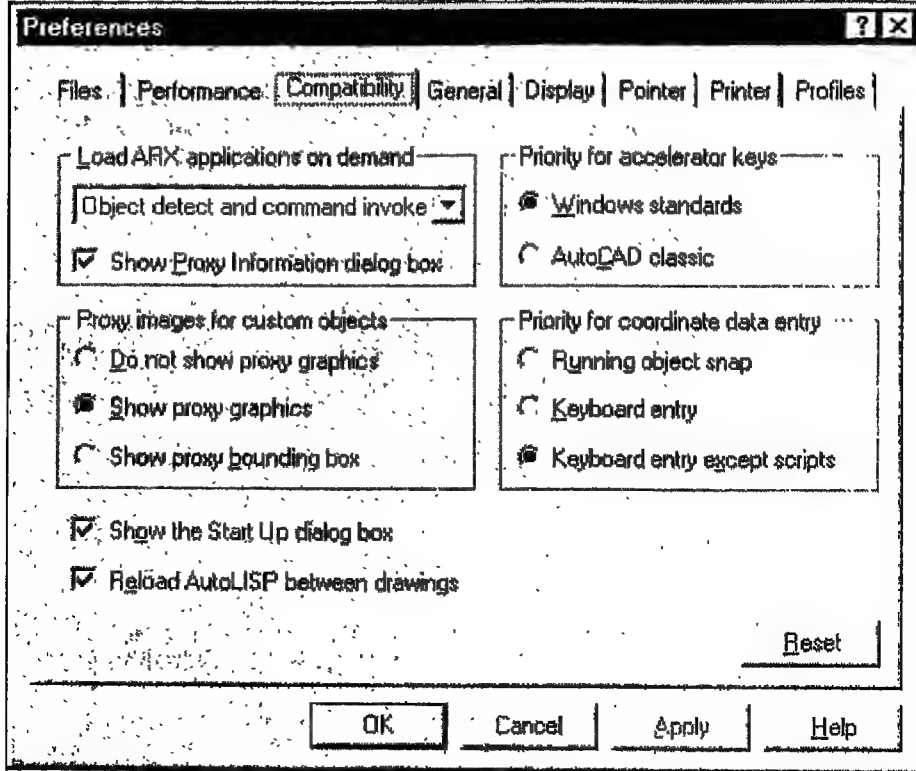 Preferences
Files Performance Compatibility General Display Pointer Printer Profiles
Load ARX applications on demand
Object detect and command invoke
Show Proxy Information dialog box
Priority for accelerator keys
Windows standards
AutoCAD classic
Proxy images for custom objects
Do not show proxy graphics
Show proxy graphics
Show proxy bounding box
Priority for coordinate data entry
Running object snap
Keyboard entry
Keyboard entry except scripts
Show the Start Up dialog box
Reload AutoLISP between drawings
Reset
OK Cancel Apply Help